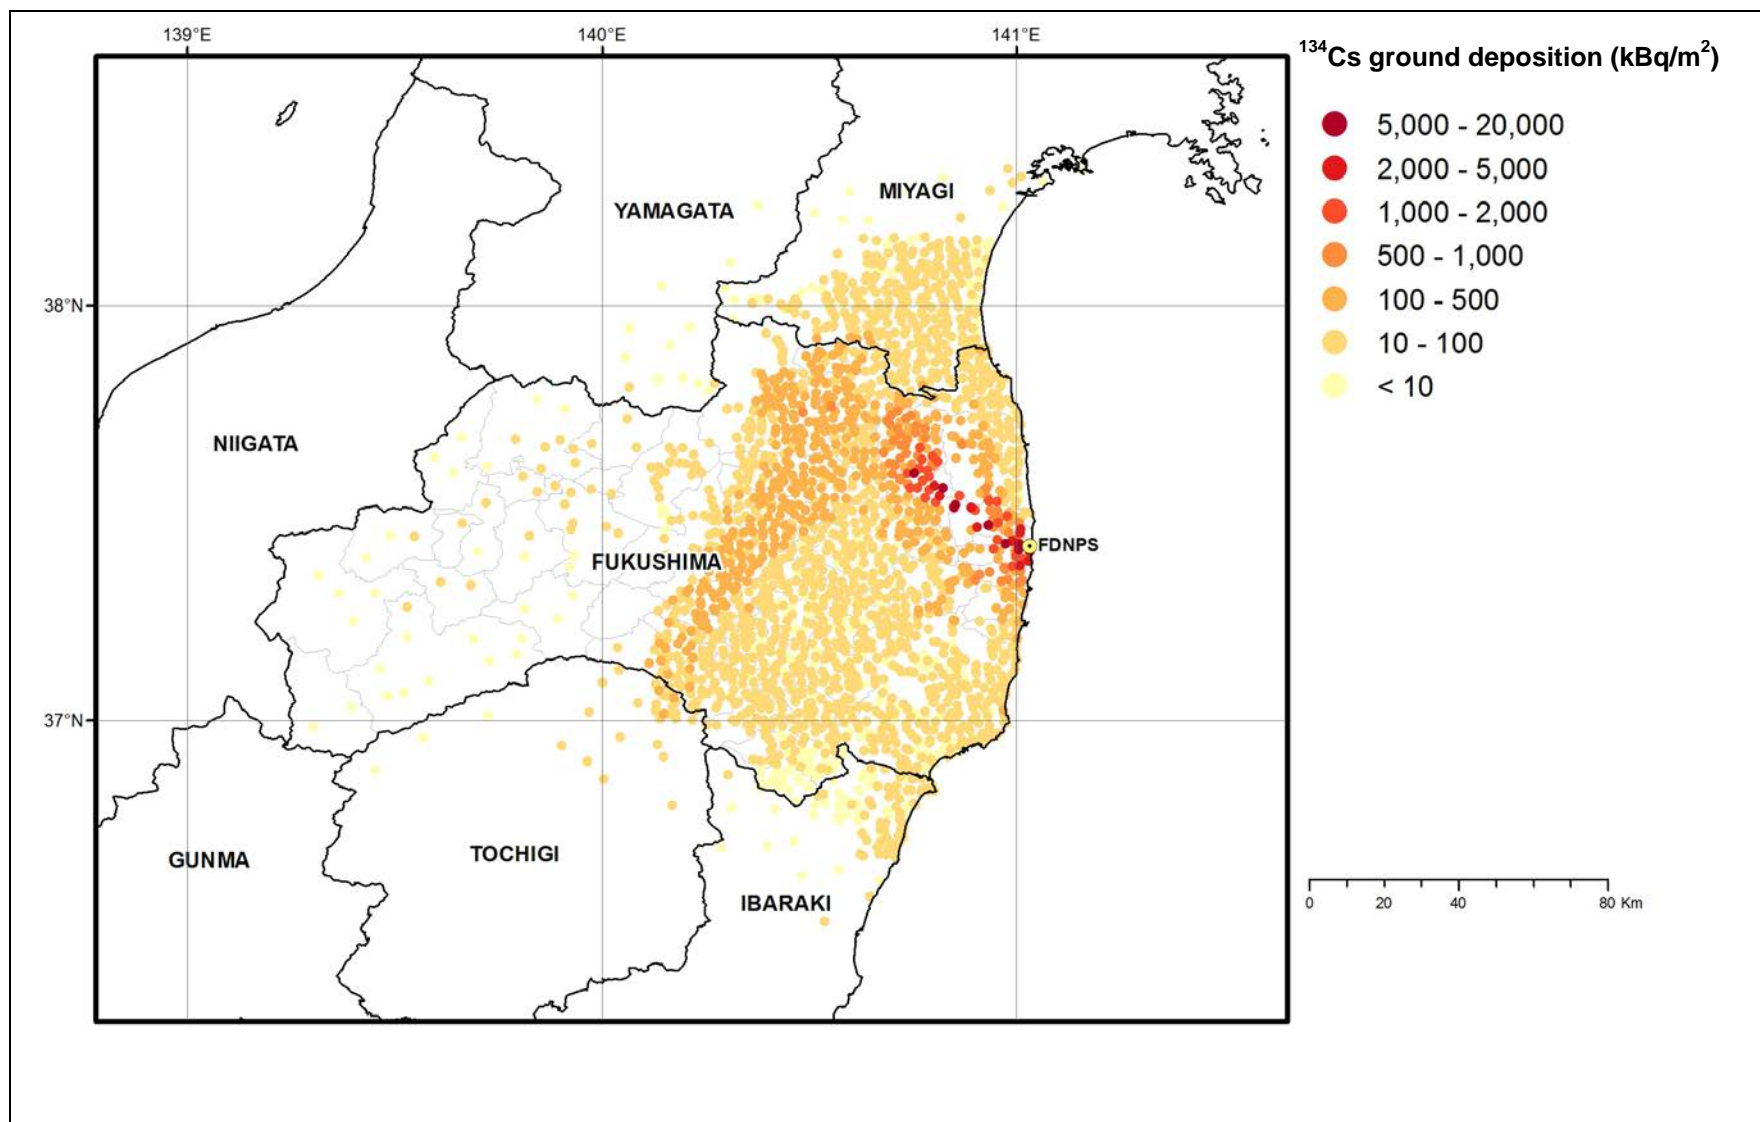 139°E 140°E 141°E
¹³⁴Cs ground deposition (kBq/m²)
5,000 - 20,000
2,000 - 5,000
1,000 - 2,000
500 - 1,000
100 - 500
10 - 100
< 10
MIYAGI
YAMAGATA
38°N
NIIGATA
FDNPS
FUKUSHIMA
37°N
TOCHIGI
GUNMA
IBARAKI
0 20 40 80 Km